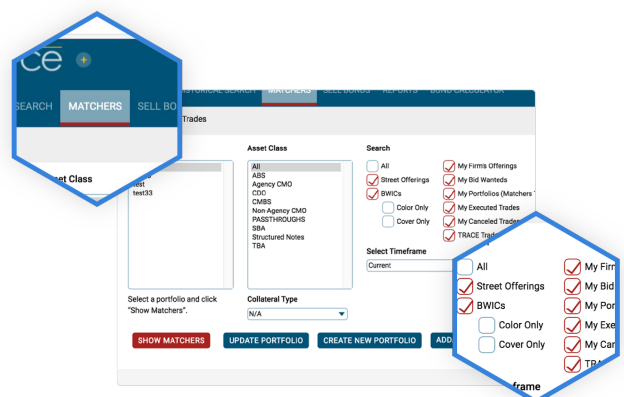 ce +
SEARCH MATCHERS SELL BO
HISTORICAL SEARCH MATCHERS SELL BONDS REPORTS BOND CALCULATOR
Trades
Asset Class
Asset Class Search
test
test33
All
ABS
Agency CMO
CDO
CMBS
Non-Agency CMO
PASSTHROUGHS
SBA
Structured Notes
TBA
All My Firm's Offerings
Street Offerings My Bid Wanteds
BWICs My Portfolios (Matchers
Color Only My Executed Trades
Cover Only My Canceled Trades
TRACE Trades
Select Timeframe
Current
Select a portfolio and click
"Show Matchers".
Collateral Type
N/A
SHOW MATCHERS UPDATE PORTFOLIO CREATE NEW PORTFOLIO ADD
All My Firm
Street Offerings My Bid
BWICs My Por
Color Only My Exe
Cover Only My Can
TRA
frame